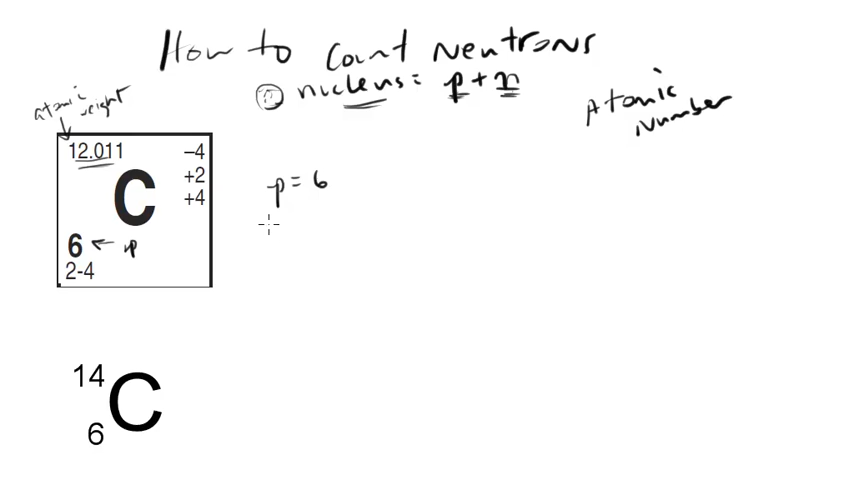 How to Count Neutrons
nucleus: p + n
Atomic
Number
atomic
weight
12.011
-4
C
+2
+4
p = 6
6 ← p
2-4
14
C
6